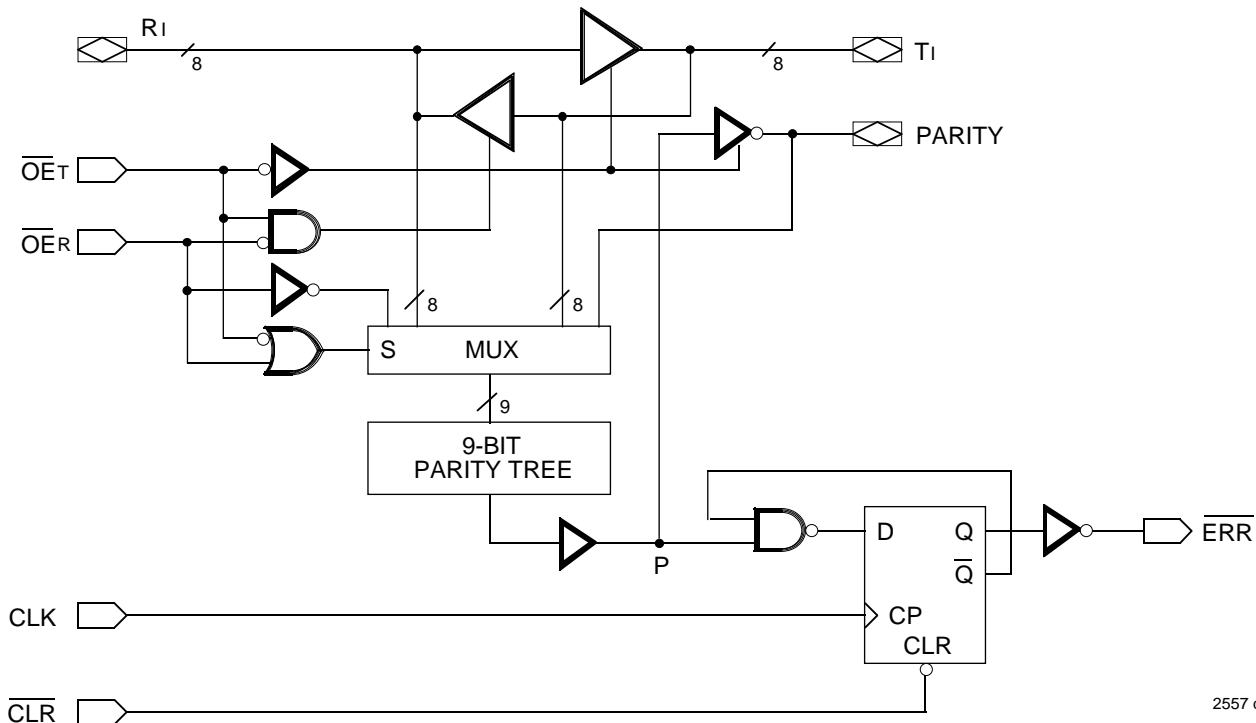 RI
8
8
TI
PARITY
OET
OER
8
8
S MUX
9
9-BIT
PARITY TREE
P
D Q
Q
ERR
CLK
CP
CLR
CLR